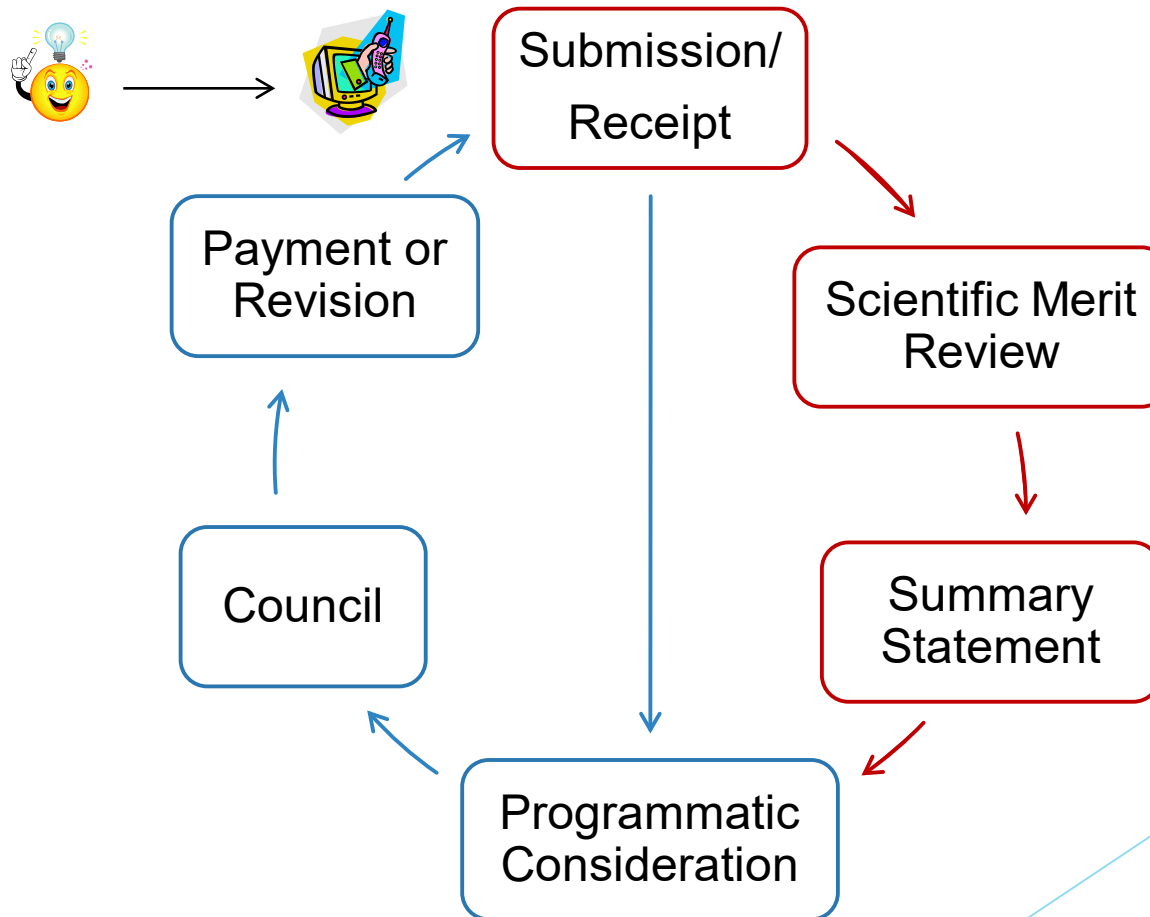 Submission/
Receipt
Scientific Merit
Review
Summary
Statement
Programmatic
Consideration
Council
Payment or
Revision